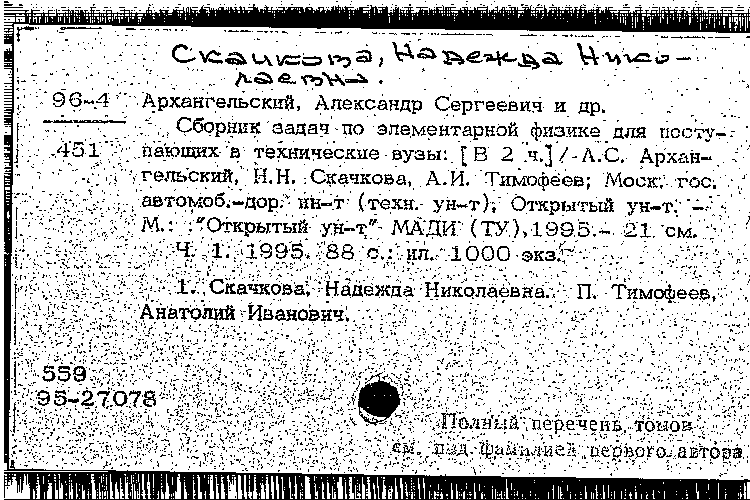 Скачкова, Надежда Нико-
лаевна.
96-4 Архангельский, Александр Сергеевич и др.
Сборник задач по элементарной физике для посту-
451 пающих в технические вузы: [В 2 ч.] / А.С. Архан-
гельский, Н.Н. Скачкова, А.И. Тимофеев; Моск. гос.
автомоб.-дор. ин-т (техн. ун-т), Открытый ун-т. -
М.: "Открытый ун-т" МАДИ (ТУ), 1995.- 21 см.
Ч. 1. 1995. 88 с.: ил. 1000 экз.
1. Скачкова, Надежда Николаевна. П. Тимофеев,
Анатолий Иванович.
559
95-27078
Полный перечень томов
см. под фамилией первого автора